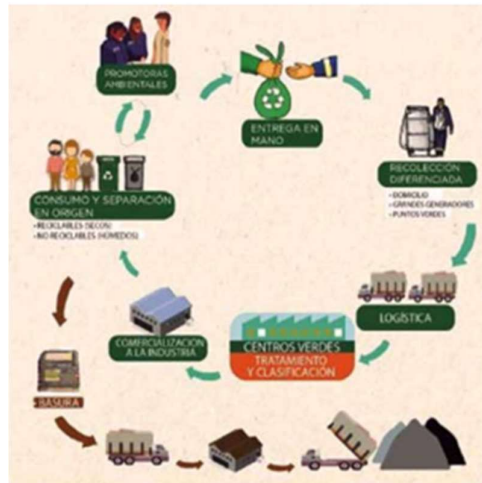 PROMOTORAS
AMBIENTALES
ENTREGA EN
MANO
RECOLECCIÓN
DIFERENCIADA
• DOMICILIO
• GRANDES GENERADORES
• PUNTOS VERDES
CONSUMO Y SEPARACIÓN
EN ORIGEN
• RECICLABLES (SECOS)
• NO RECICLABLES (HÚMEDOS)
LOGÍSTICA
CENTROS VERDES
TRATAMIENTO
Y CLASIFICACIÓN
COMERCIALIZACION
A LA INDUSTRIA
BASURA